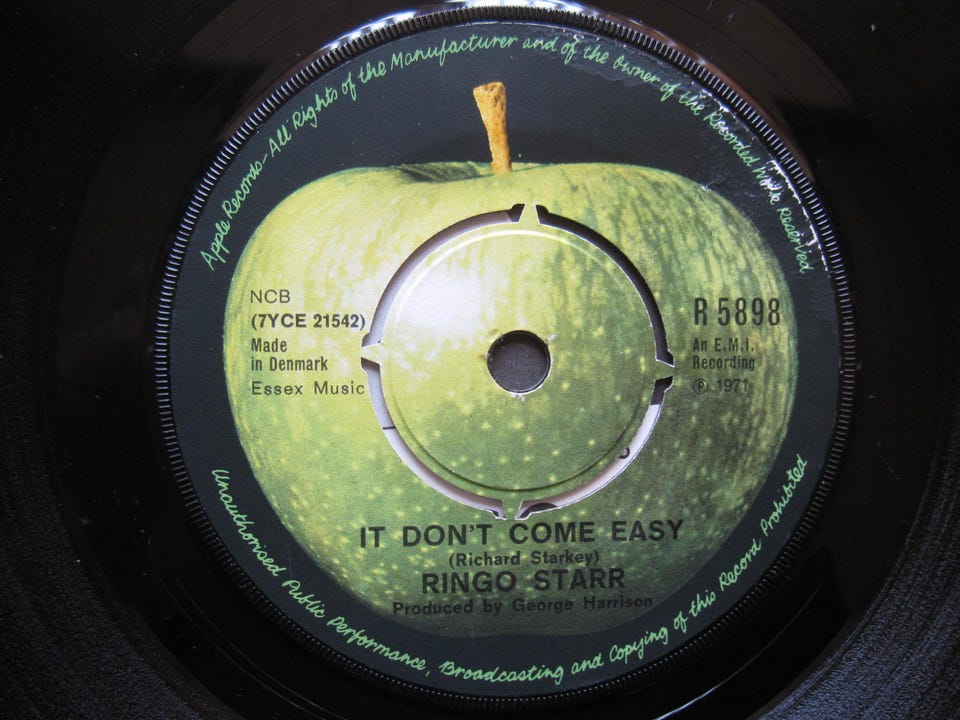 Apple Records-All Rights of the Manufacturer and of the Owner of the Recorded Work Reserved
NCB
(7YCE 21542)
Made
in Denmark
Essex Music
R 5898
An E.M.I.
Recording
℗ 1971
IT DON'T COME EASY
(Richard Starkey)
RINGO STARR
Produced by George Harrison
Unauthorised Public Performance, Broadcasting and Copying of this Record Prohibited